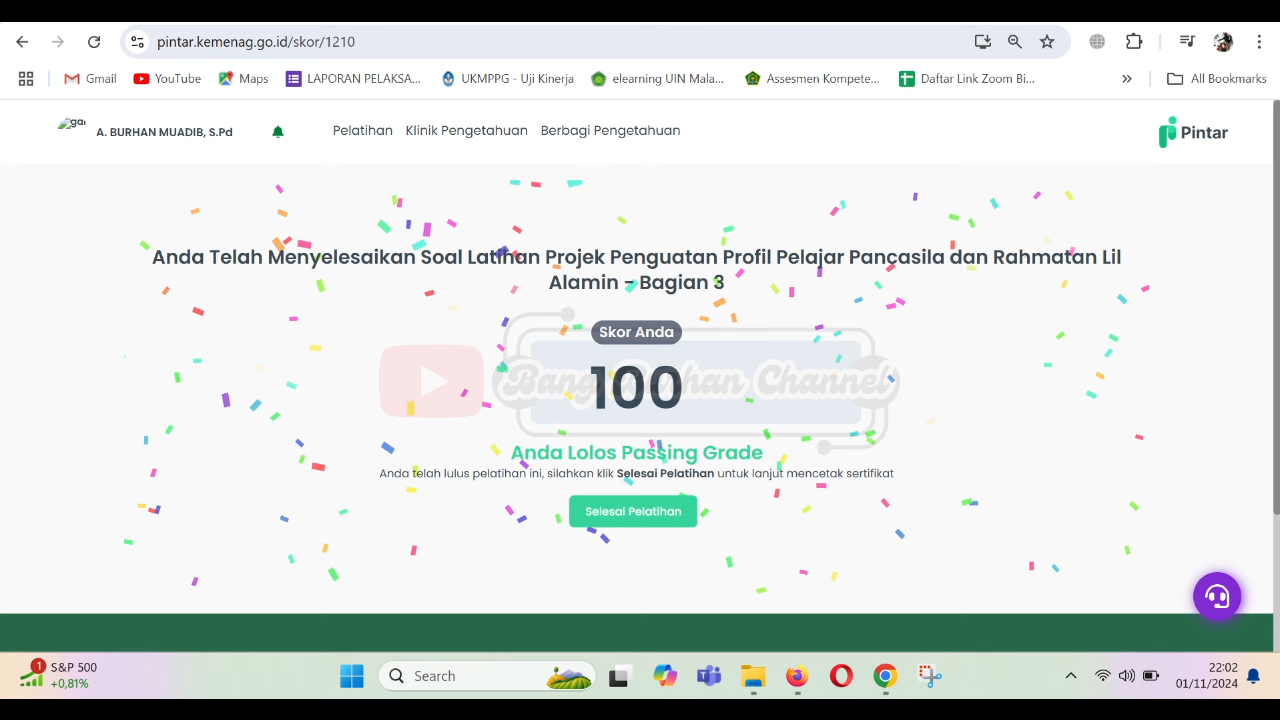 pintar.kemenag.go.id/skor/1210
Gmail YouTube Maps LAPORAN PELAKSA... UKMPPG - Uji Kinerja elearning UIN Mala... Assesmen Kompete... Daftar Link Zoom Bi... » All Bookmarks
A. BURHAN MUADIB, S.Pd Pelatihan Klinik Pengetahuan Berbagi Pengetahuan Pintar
Anda Telah Menyelesaikan Soal Latihan Projek Penguatan Profil Pelajar Pancasila dan Rahmatan Lil
Alamin - Bagian 3
Skor Anda
100
Anda Lolos Passing Grade
Anda telah lulus pelatihan ini, silahkan klik Selesai Pelatihan untuk lanjut mencetak sertifikat
Selesai Pelatihan
1 S&P 500
+0,81%
Search
22:02
01/11/2024